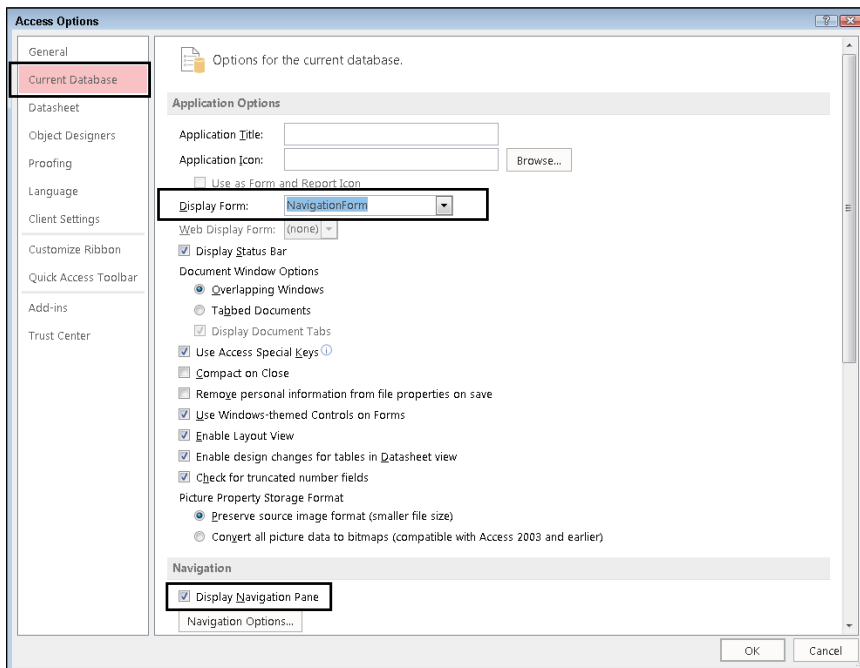 Access Options
General
Current Database
Datasheet
Object Designers
Proofing
Language
Client Settings
Customize Ribbon
Quick Access Toolbar
Add-ins
Trust Center
Options for the current database.
Application Options
Application Title:
Application Icon:
Browse...
Use as Form and Report Icon
Display Form: NavigationForm
Web Display Form: (none)
Display Status Bar
Document Window Options
Overlapping Windows
Tabbed Documents
Display Document Tabs
Use Access Special Keys
Compact on Close
Remove personal information from file properties on save
Use Windows-themed Controls on Forms
Enable Layout View
Enable design changes for tables in Datasheet view
Check for truncated number fields
Picture Property Storage Format
Preserve source image format (smaller file size)
Convert all picture data to bitmaps (compatible with Access 2003 and earlier)
Navigation
Display Navigation Pane
Navigation Options...
OK Cancel